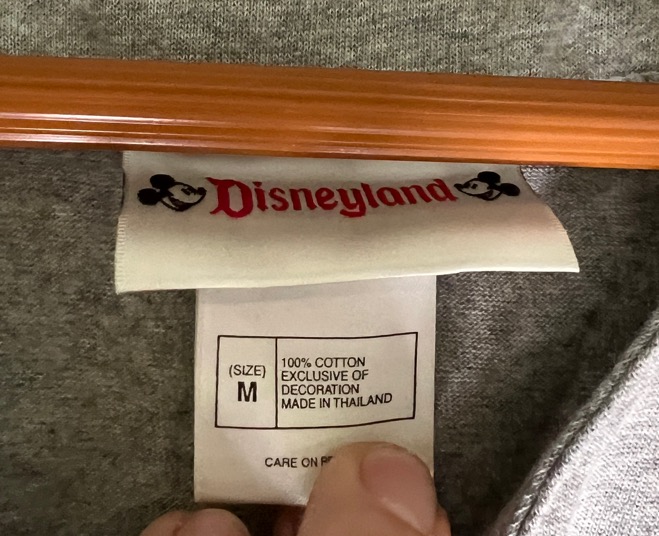 Disneyland
(SIZE)
M
100% COTTON
EXCLUSIVE OF
DECORATION
MADE IN THAILAND
CARE ON